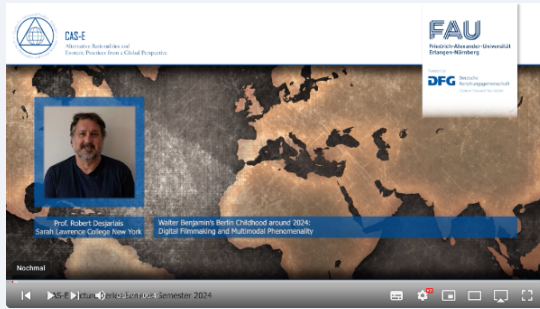 CAS-E
Alternative Rationalities and
Esoteric Practices from a Global Perspective
FAU
Friedrich-Alexander-Universität
Erlangen-Nürnberg
DFG Deutsche
Forschungsgemeinschaft
Prof. Robert Desjarlais
Sarah Lawrence College New York
Walter Benjamin's Berlin Childhood around 2024:
Digital Filmmaking and Multimodal Phenomenality
Nochmal
Semester 2024